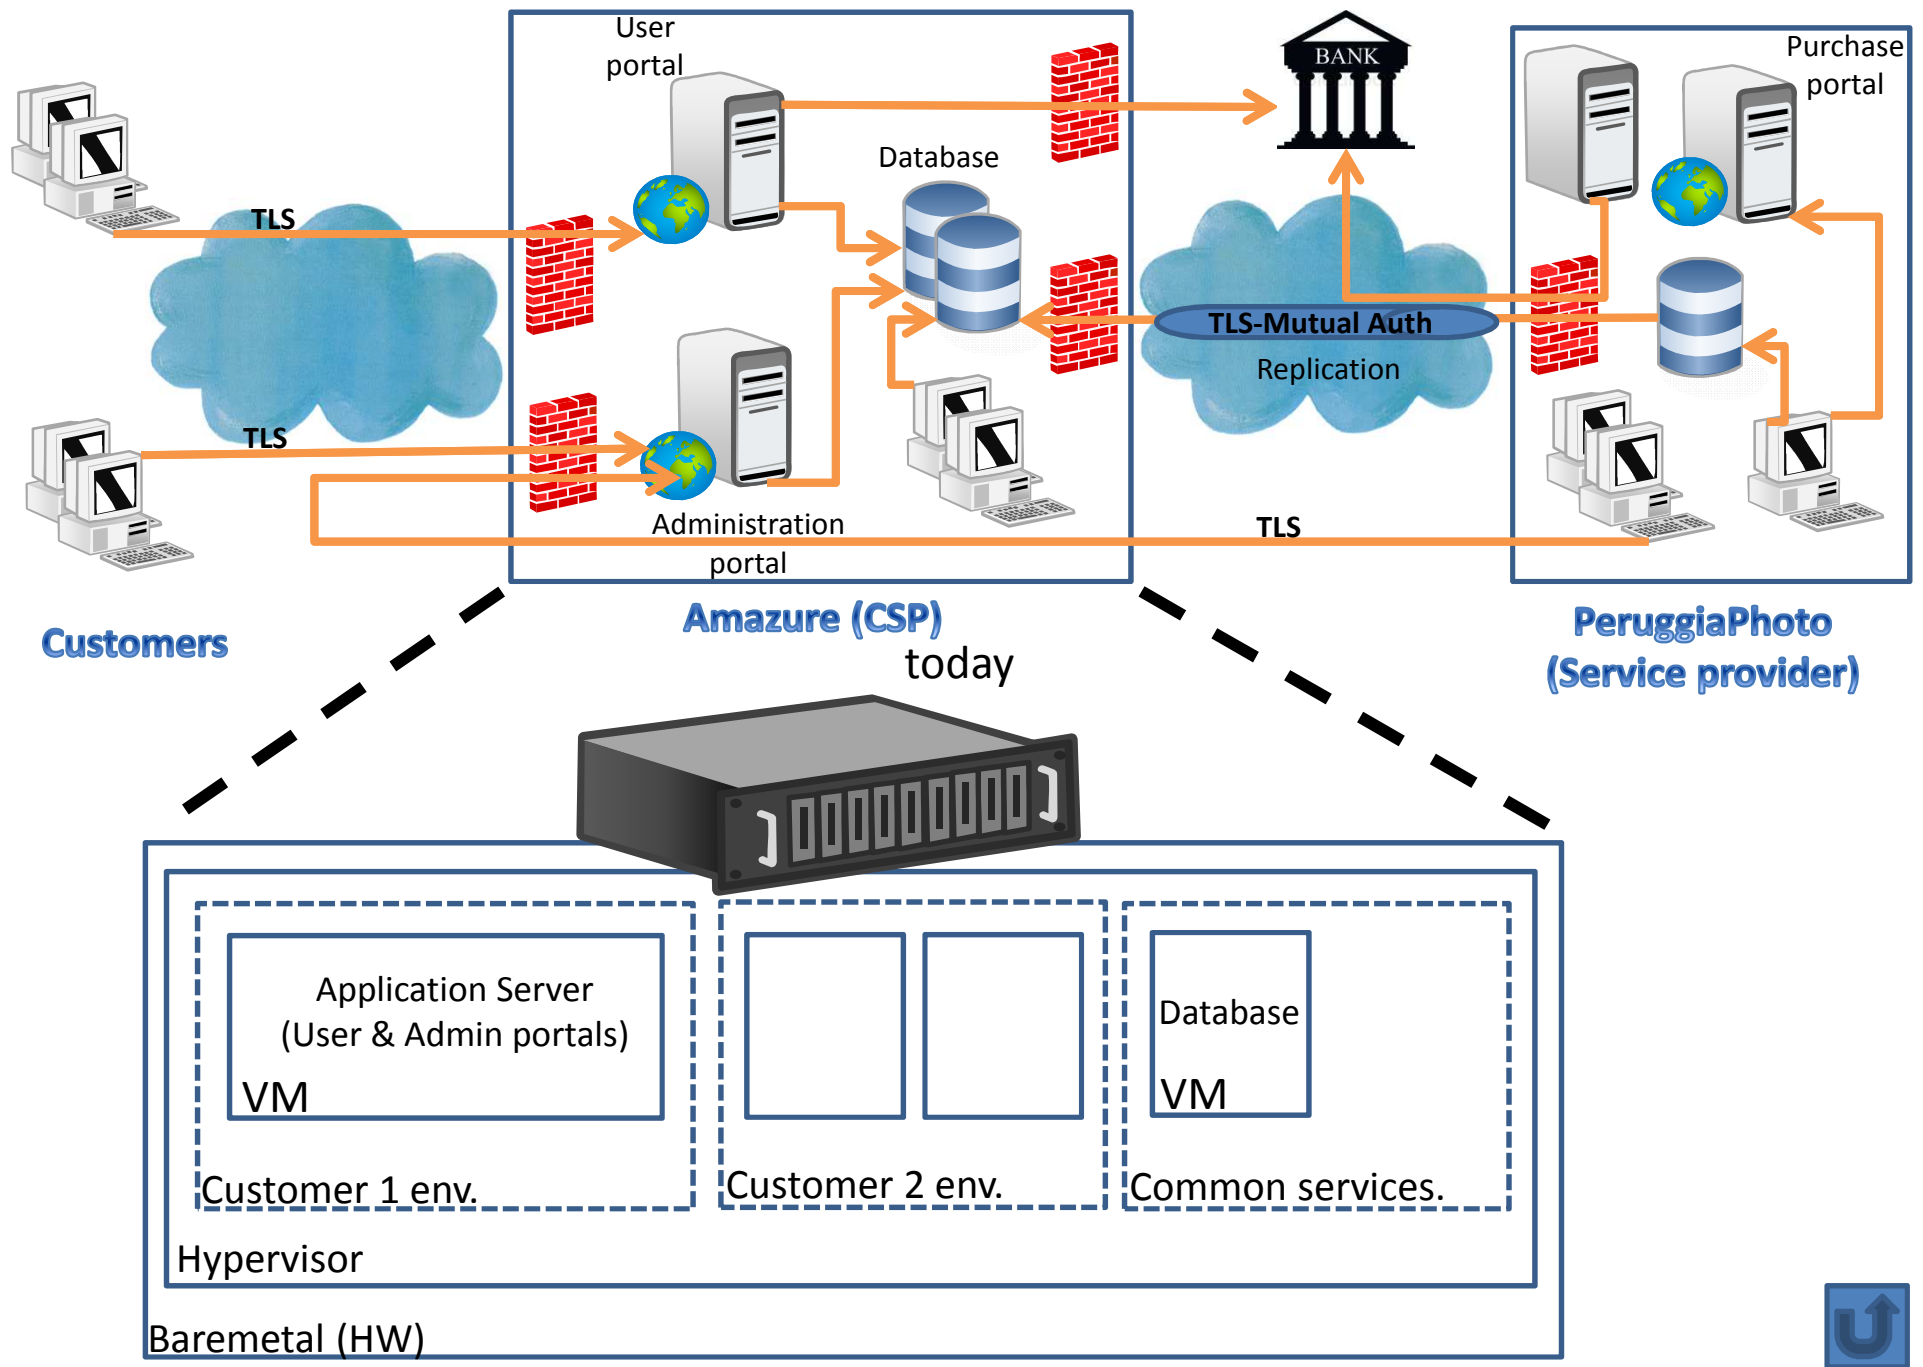 User
portal
BANK
Purchase
portal
Database
TLS
TLS-Mutual Auth
Replication
TLS
Administration
portal
TLS
Customers
Amazure (CSP)
today
PeruggiaPhoto
(Service provider)
Application Server
(User & Admin portals)
VM
Database
VM
Customer 1 env.
Customer 2 env.
Common services.
Hypervisor
Baremetal (HW)